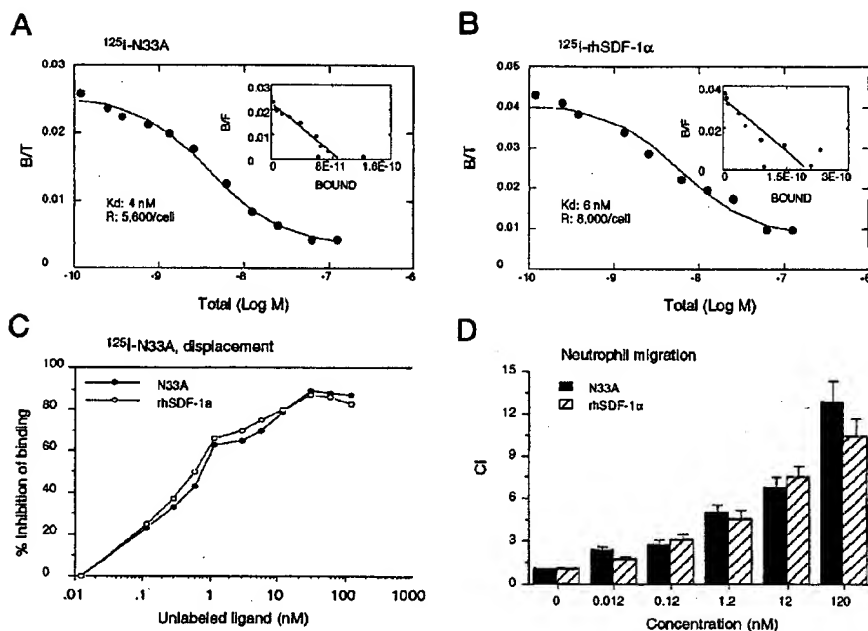 A
125I-N33A
0.03
0.02
0.01
0
B/T
0.02
0.01
0
B/F
0
8E-11
1.6E-10
BOUND
Kd: 4 nM
R: 5,600/cell
-10 -9 -8 -7 -6
Total (Log M)
B
125I-rhSDF-1α
0.05
0.04
0.03
0.02
0.01
0.00
B/T
0.04
0.02
0
B/F
0 1.5E-10 3E-10
BOUND
Kd: 6 nM
R: 8,000/cell
-10 -9 -8 -7 -6
Total (Log M)
C
125I-N33A, displacement
N33A
rhSDF-1a
100
80
60
40
20
0
% Inhibition of binding
.01 0.1 1 10 100 1000
Unlabeled ligand (nM)
D
Neutrophil migration
N33A
rhSDF-1α
15
12
9
6
3
0
CI
0 0.012 0.12 1.2 12 120
Concentration (nM)